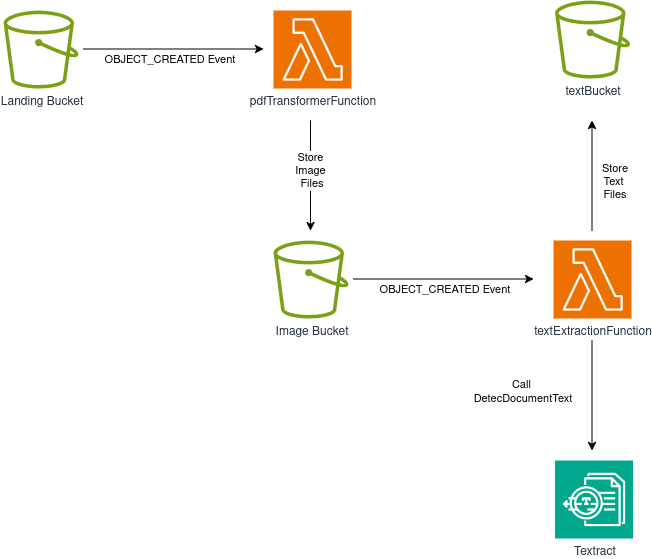 OBJECT_CREATED Event
Landing Bucket
pdfTransformerFunction
textBucket
Store
Image
Files
Store
Text
Files
OBJECT_CREATED Event
Image Bucket
textExtractionFunction
Call
DetecDocumentText
T
Textract